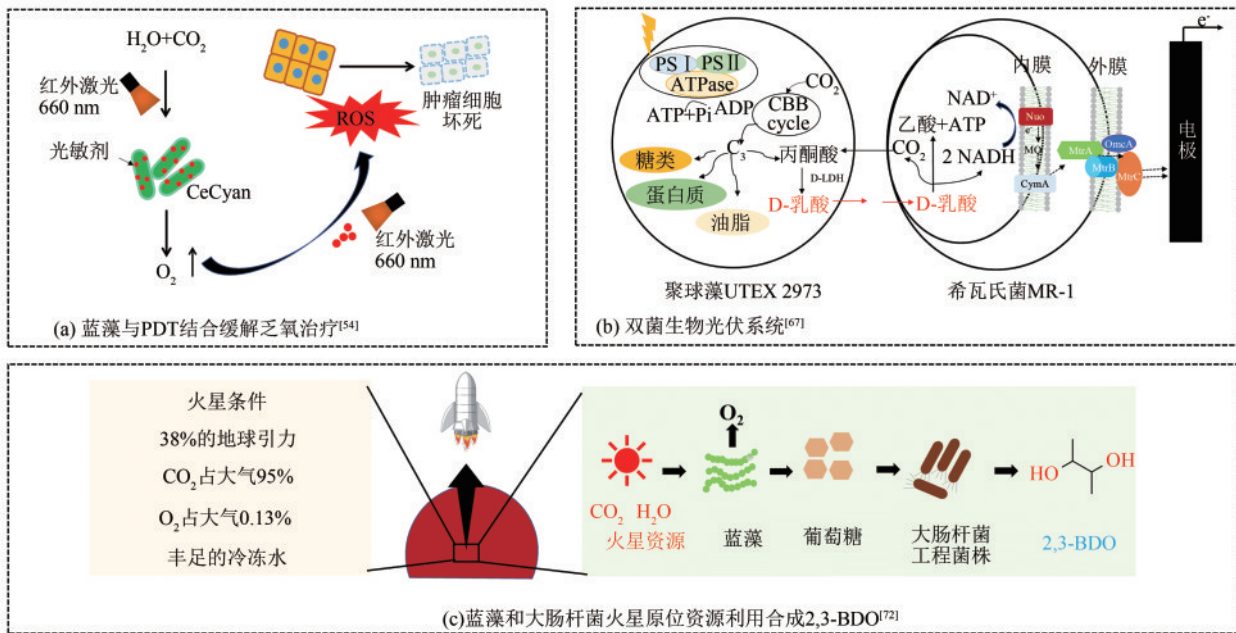 H₂O+CO₂
红外激光
660 nm
光敏剂
CeCyan
O₂
ROS
肿瘤细胞
坏死
红外激光
660 nm
(a) 蓝藻与PDT结合缓解乏氧治疗[54]
PSⅠ
PSⅡ
ATPase
ATP+Pi
ADP
CO₂
CBB
cycle
C₃
糖类
蛋白质
油脂
丙酮酸
D-LDH
D-乳酸
聚球藻UTEX 2973
CO₂
乙酸+ATP
NAD⁺
2 NADH
D-乳酸
内膜
外膜
Nuo
e⁻
MQ
CymA
MtrA
MtrB
OmcA
MtrC
电极
e⁻
希瓦氏菌MR-1
(b) 双菌生物光伏系统[67]
火星条件
38%的地球引力
CO₂占大气95%
O₂占大气0.13%
丰足的冷冻水
CO₂ H₂O
火星资源
O₂
蓝藻
葡萄糖
大肠杆菌
工程菌株
HO
OH
2,3-BDO
(c)蓝藻和大肠杆菌火星原位资源利用合成2,3-BDO[72]